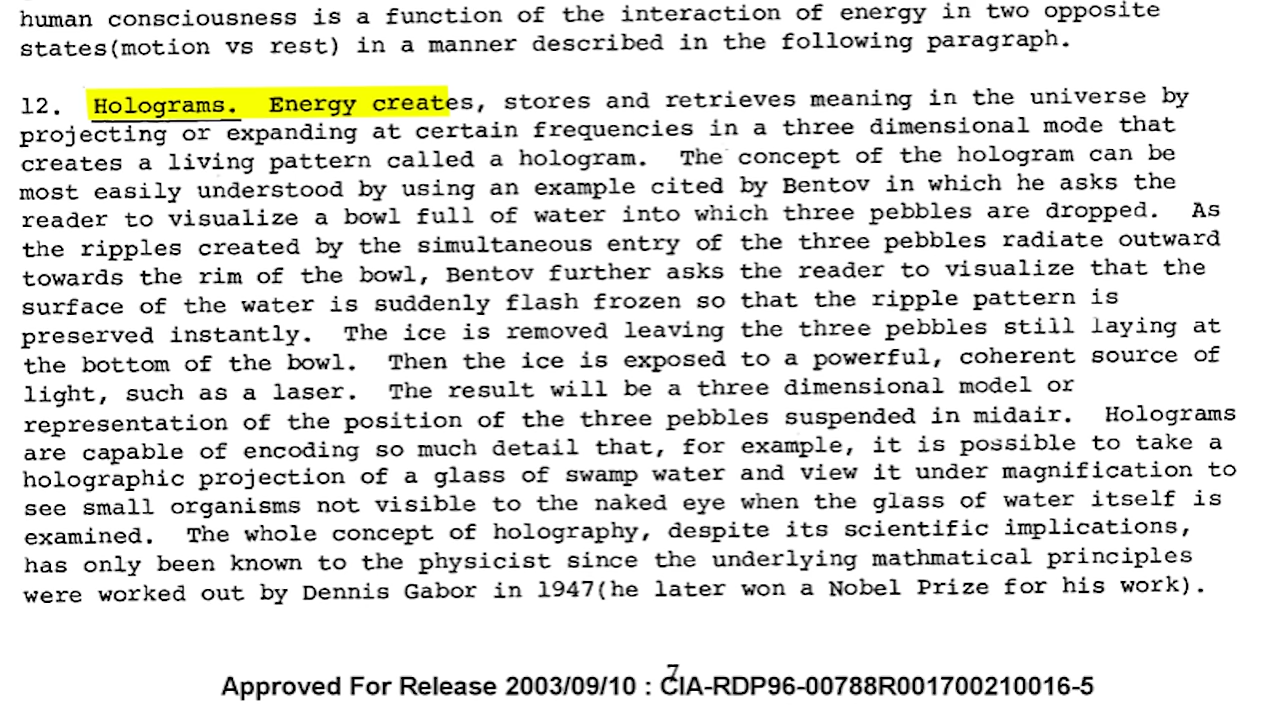 human consciousness is a function of the interaction of energy in two opposite
states(motion vs rest) in a manner described in the following paragraph.
12. Holograms. Energy creates, stores and retrieves meaning in the universe by
projecting or expanding at certain frequencies in a three dimensional mode that
creates a living pattern called a hologram. The concept of the hologram can be
most easily understood by using an example cited by Bentov in which he asks the
reader to visualize a bowl full of water into which three pebbles are dropped. As
the ripples created by the simultaneous entry of the three pebbles radiate outward
towards the rim of the bowl, Bentov further asks the reader to visualize that the
surface of the water is suddenly flash frozen so that the ripple pattern is
preserved instantly. The ice is removed leaving the three pebbles still laying at
the bottom of the bowl. Then the ice is exposed to a powerful, coherent source of
light, such as a laser. The result will be a three dimensional model or
representation of the position of the three pebbles suspended in midair. Holograms
are capable of encoding so much detail that, for example, it is possible to take a
holographic projection of a glass of swamp water and view it under magnification to
see small organisms not visible to the naked eye when the glass of water itself is
examined. The whole concept of holography, despite its scientific implications,
has only been known to the physicist since the underlying mathmatical principles
were worked out by Dennis Gabor in 1947(he later won a Nobel Prize for his work).
7
Approved For Release 2003/09/10 : CIA-RDP96-00788R001700210016-5